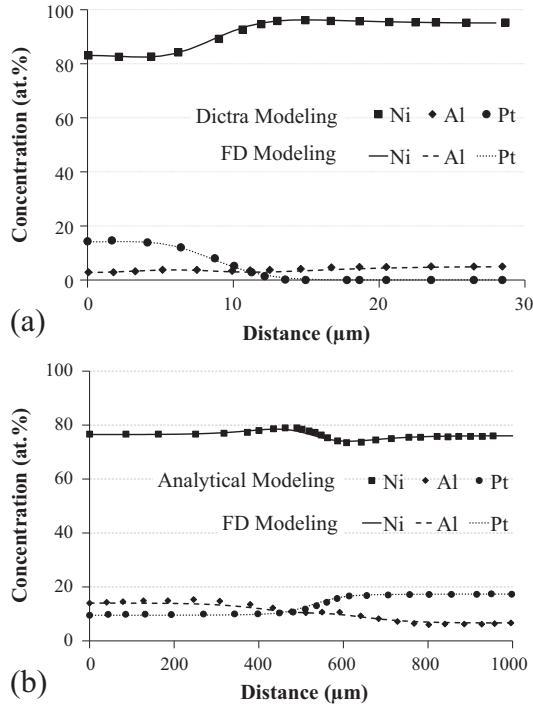 100
80
60
40
20
0
Concentration (at.%)
Dictra Modeling ■ Ni ◆ Al ● Pt
FD Modeling Ni Al Pt
0 10 20 30
Distance (μm)
(a)
100
80
60
40
20
0
Concentration (at.%)
Analytical Modeling ■ Ni ◆ Al ● Pt
FD Modeling Ni Al Pt
0 200 400 600 800 1000
Distance (μm)
(b)